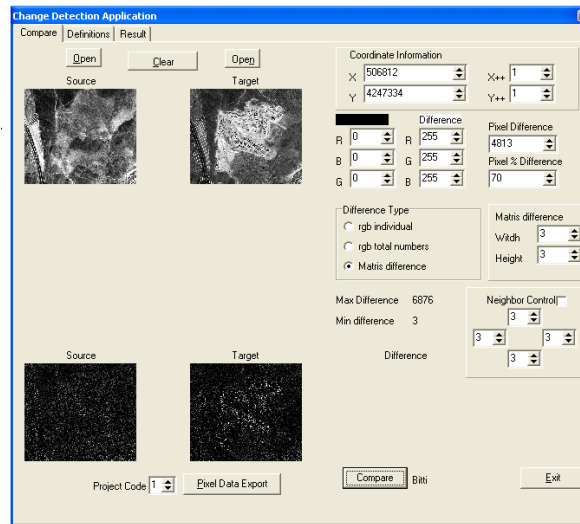 Change Detection Application
Compare Definitions Result
Open Clear Open
Source Target
Coordinate Information
X 506812 X++ 1
Y 4247334 Y++ 1
Difference
R 0 R 255
B 0 G 255
G 0 B 255
Pixel Difference
4813
Pixel % Difference
70
Difference Type
rgb individual
rgb total numbers
Matris difference
Matris difference
Witdh 3
Height 3
Max Difference 6876
Min difference 3
Neighbor Control
3
3 3
3
Difference
Source Target
Project Code 1 Pixel Data Export
Compare Bitti Exit